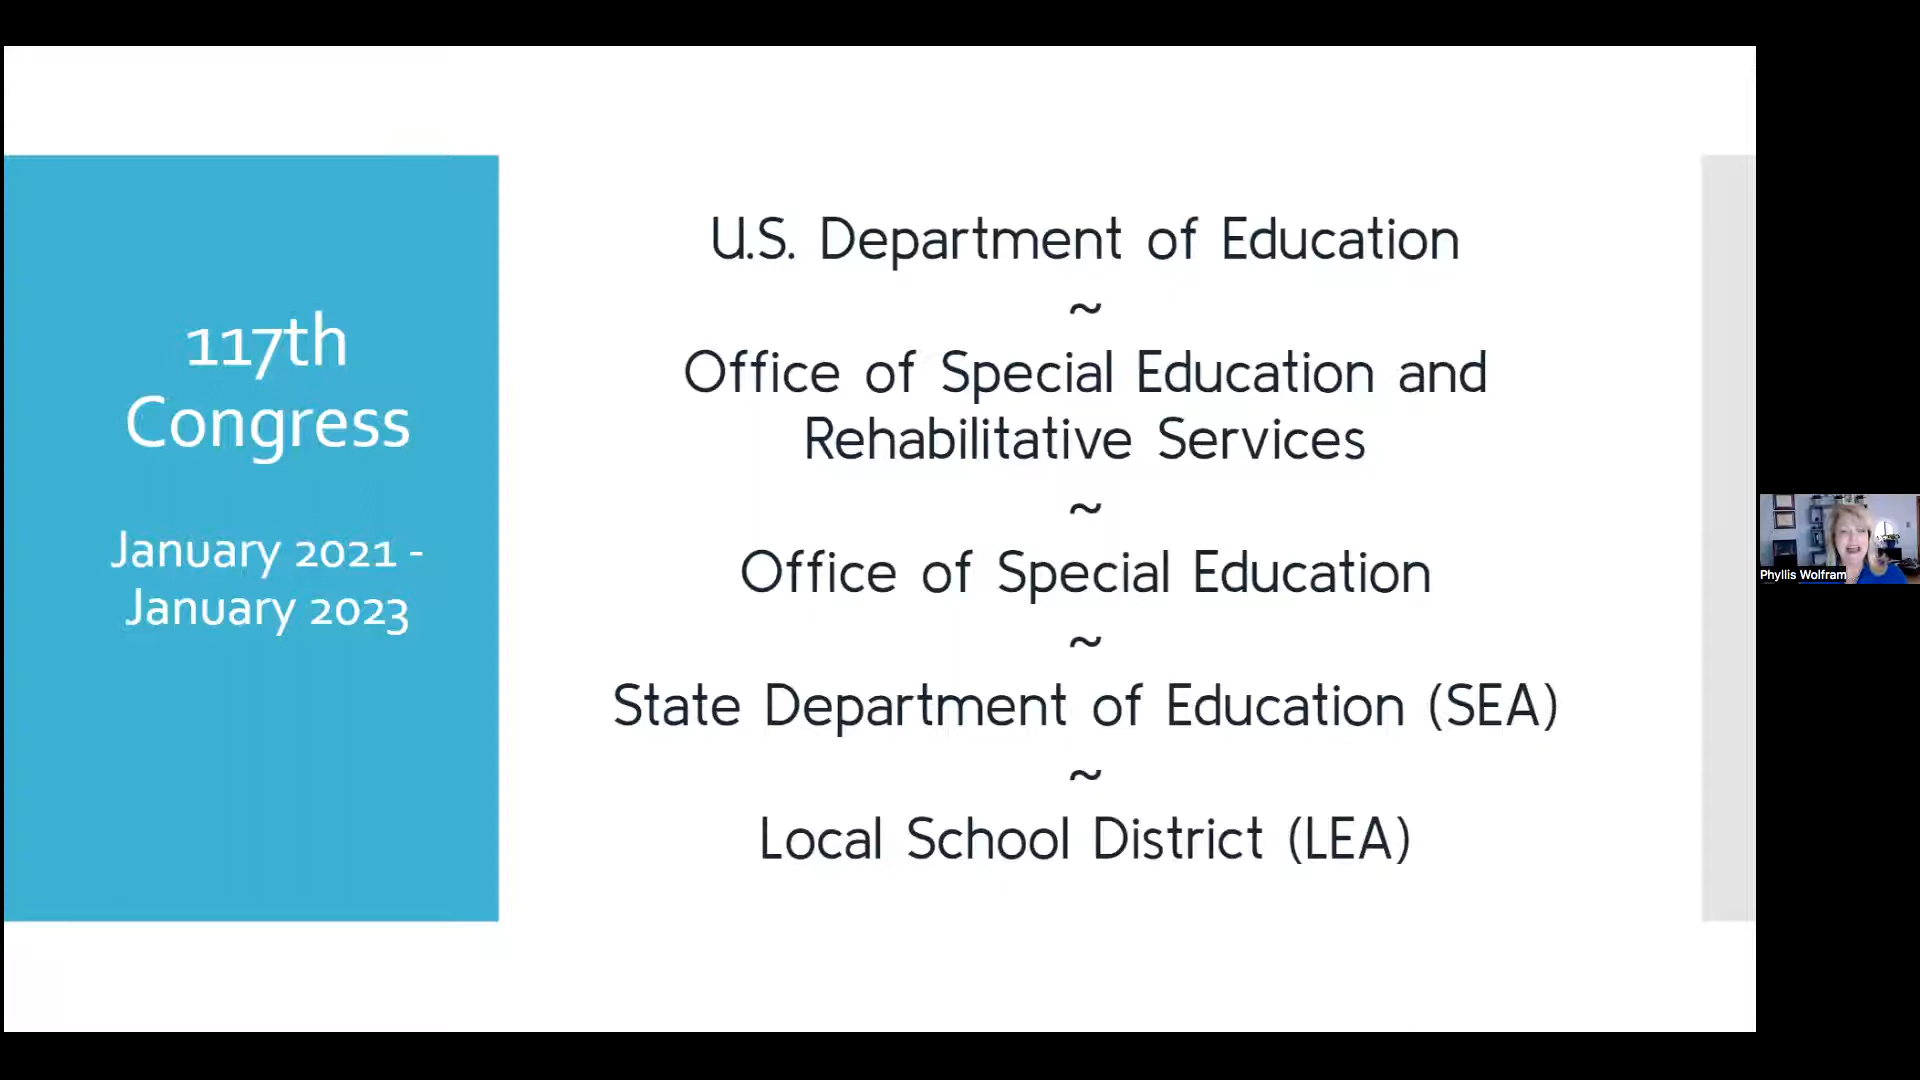 117th
Congress
January 2021 -
January 2023
U.S. Department of Education
~
Office of Special Education and
Rehabilitative Services
~
Office of Special Education
~
State Department of Education (SEA)
~
Local School District (LEA)
Phyllis Wolfram